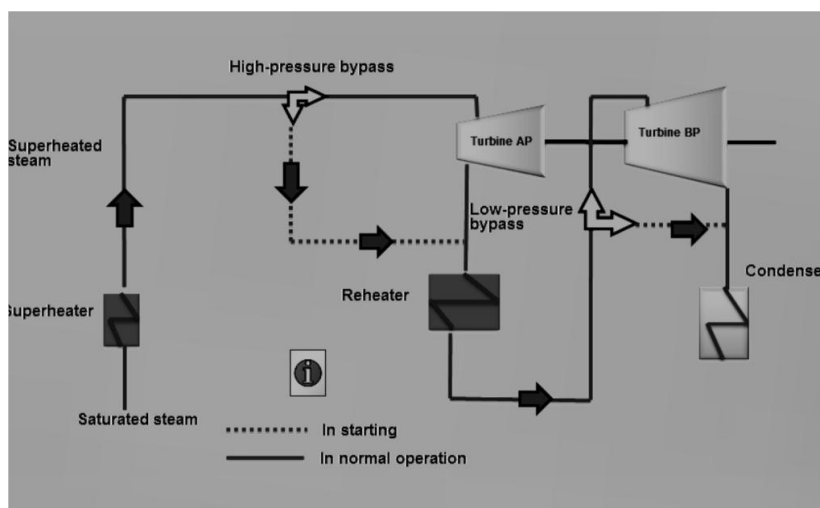 High-pressure bypass
Superheated
steam
Turbine AP
Turbine BP
Low-pressure
bypass
Condense
Reheater
Superheater
i
Saturated steam
In starting
In normal operation